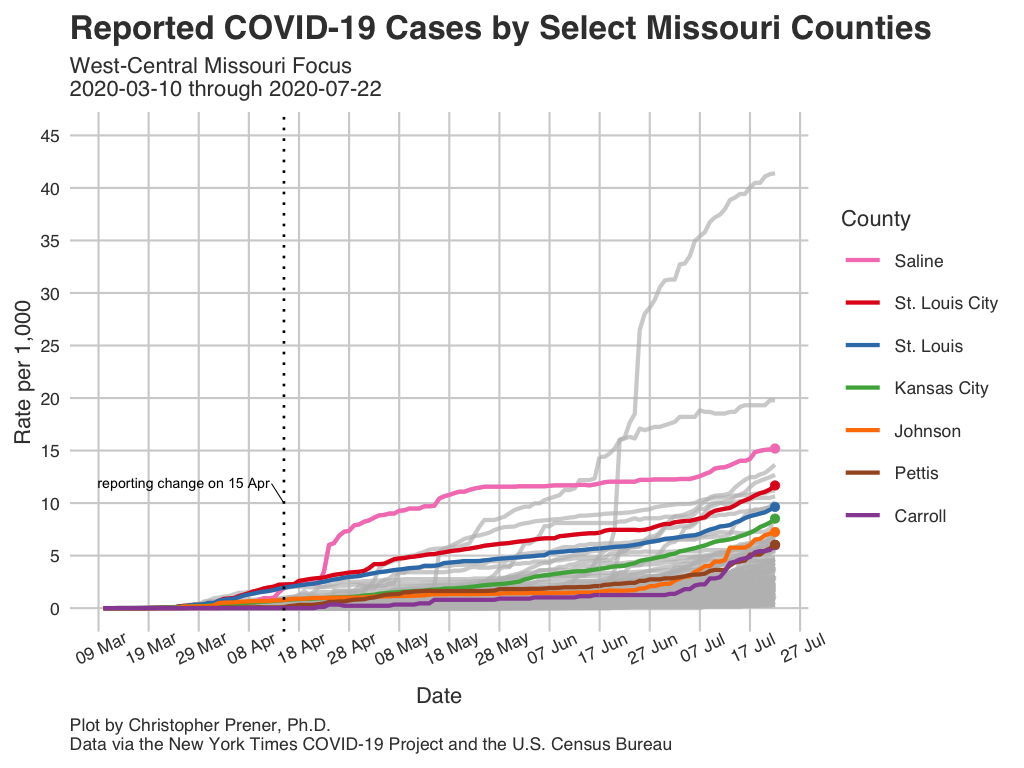 Reported COVID-19 Cases by Select Missouri Counties
West-Central Missouri Focus
2020-03-10 through 2020-07-22
45
40
35
30
25
20
15
10
5
0
Rate per 1,000
reporting change on 15 Apr
09 Mar
19 Mar
29 Mar
08 Apr
18 Apr
28 Apr
08 May
18 May
28 May
07 Jun
17 Jun
27 Jun
07 Jul
17 Jul
27 Jul
Date
County
Saline
St. Louis City
St. Louis
Kansas City
Johnson
Pettis
Carroll
Plot by Christopher Prener, Ph.D.
Data via the New York Times COVID-19 Project and the U.S. Census Bureau